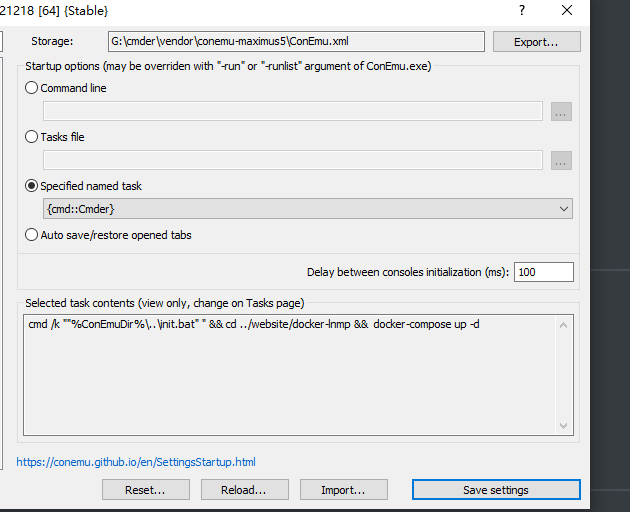 21218 [64] {Stable}
Storage:
G:\cmder\vendor\conemu-maximus5\ConEmu.xml
Export...
Startup options (may be overriden with "-run" or "-runlist" argument of ConEmu.exe)
Command line
...
Tasks file
...
Specified named task
{cmd::Cmder}
Auto save/restore opened tabs
Delay between consoles initialization (ms):
100
Selected task contents (view only, change on Tasks page)
cmd /k ""%ConEmuDir%\..\init.bat" " && cd ../website/docker-lnmp && docker-compose up -d
https://conemu.github.io/en/SettingsStartup.html
Reset...
Reload...
Import...
Save settings